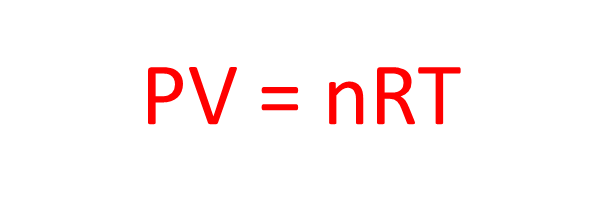 PV = nRT